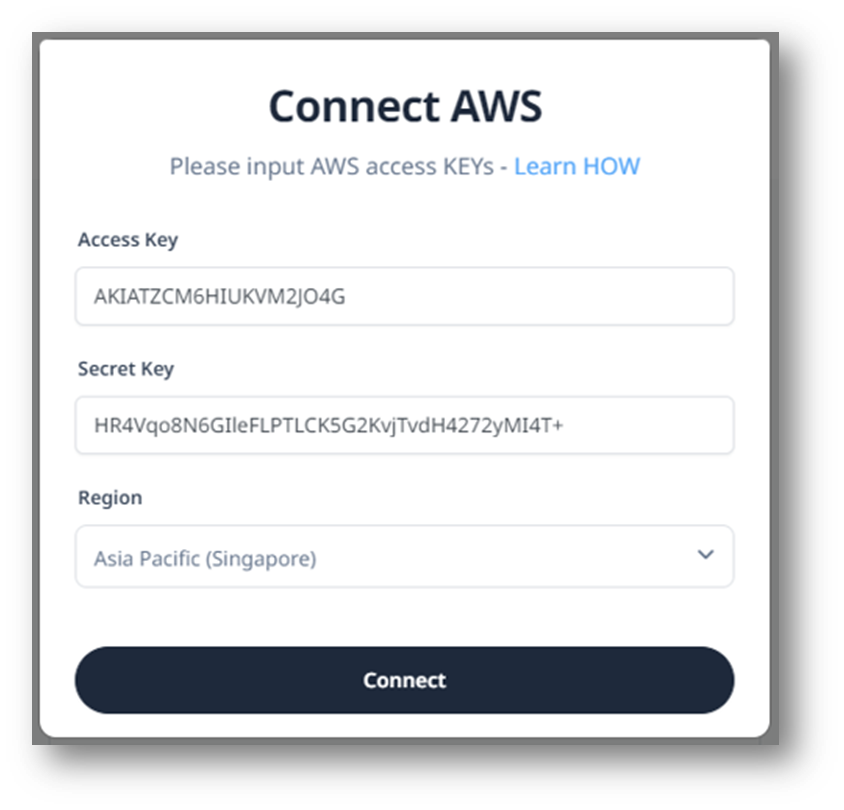 Connect AWS
Please input AWS access KEYs - Learn HOW
Access Key
AKIATZCM6HIUKVM2JO4G
Secret Key
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
Region
Asia Pacific (Singapore)
Connect